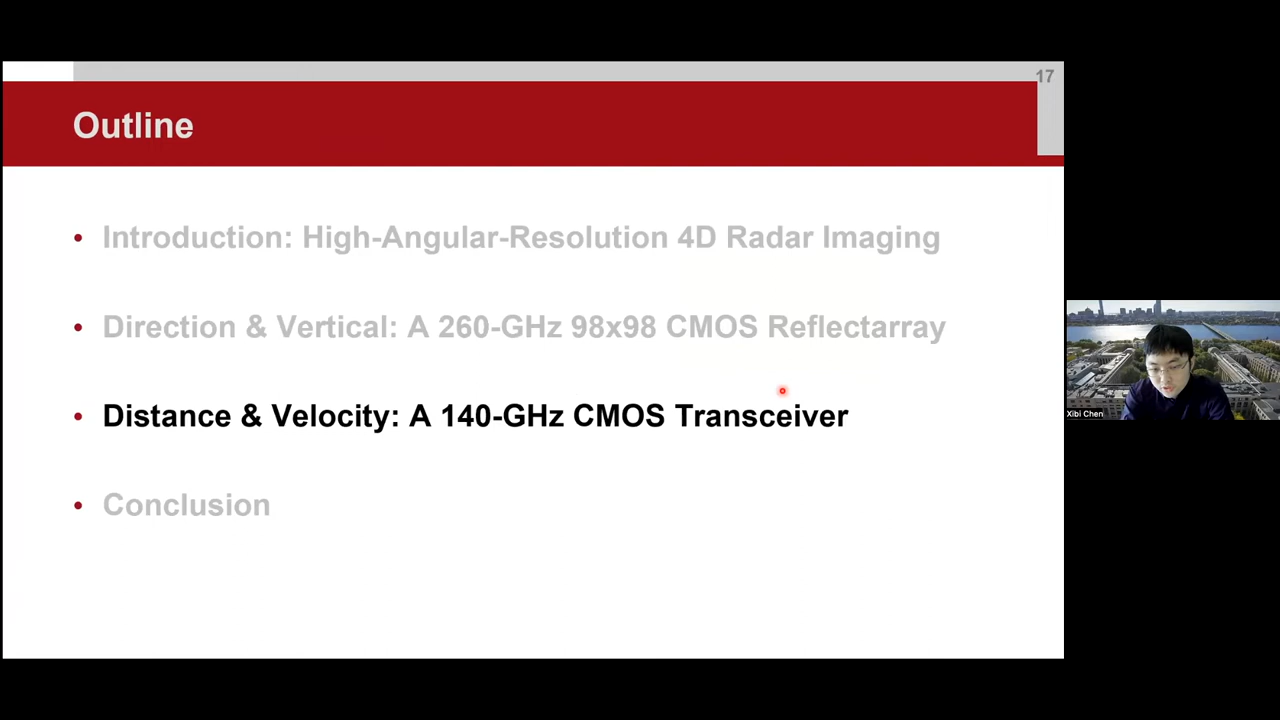 17
Outline
• Introduction: High-Angular-Resolution 4D Radar Imaging
• Direction & Vertical: A 260-GHz 98x98 CMOS Reflectarray
• Distance & Velocity: A 140-GHz CMOS Transceiver
• Conclusion
Xibi Chen